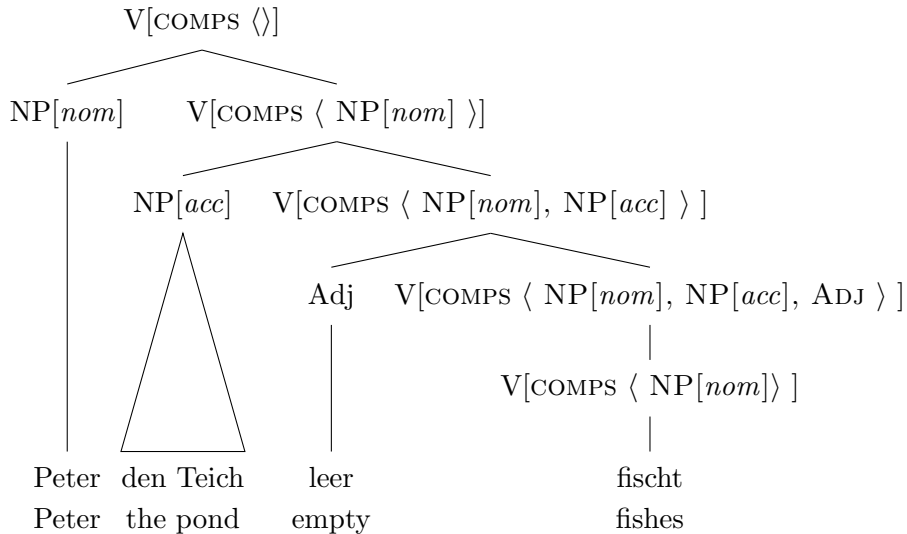 V[COMPS ⟨⟩]
NP[nom] V[COMPS ⟨ NP[nom] ⟩]
NP[acc] V[COMPS ⟨ NP[nom], NP[acc] ⟩ ]
Adj V[COMPS ⟨ NP[nom], NP[acc], ADJ ⟩ ]
V[COMPS ⟨ NP[nom]⟩ ]
Peter den Teich leer fischt
Peter the pond empty fishes